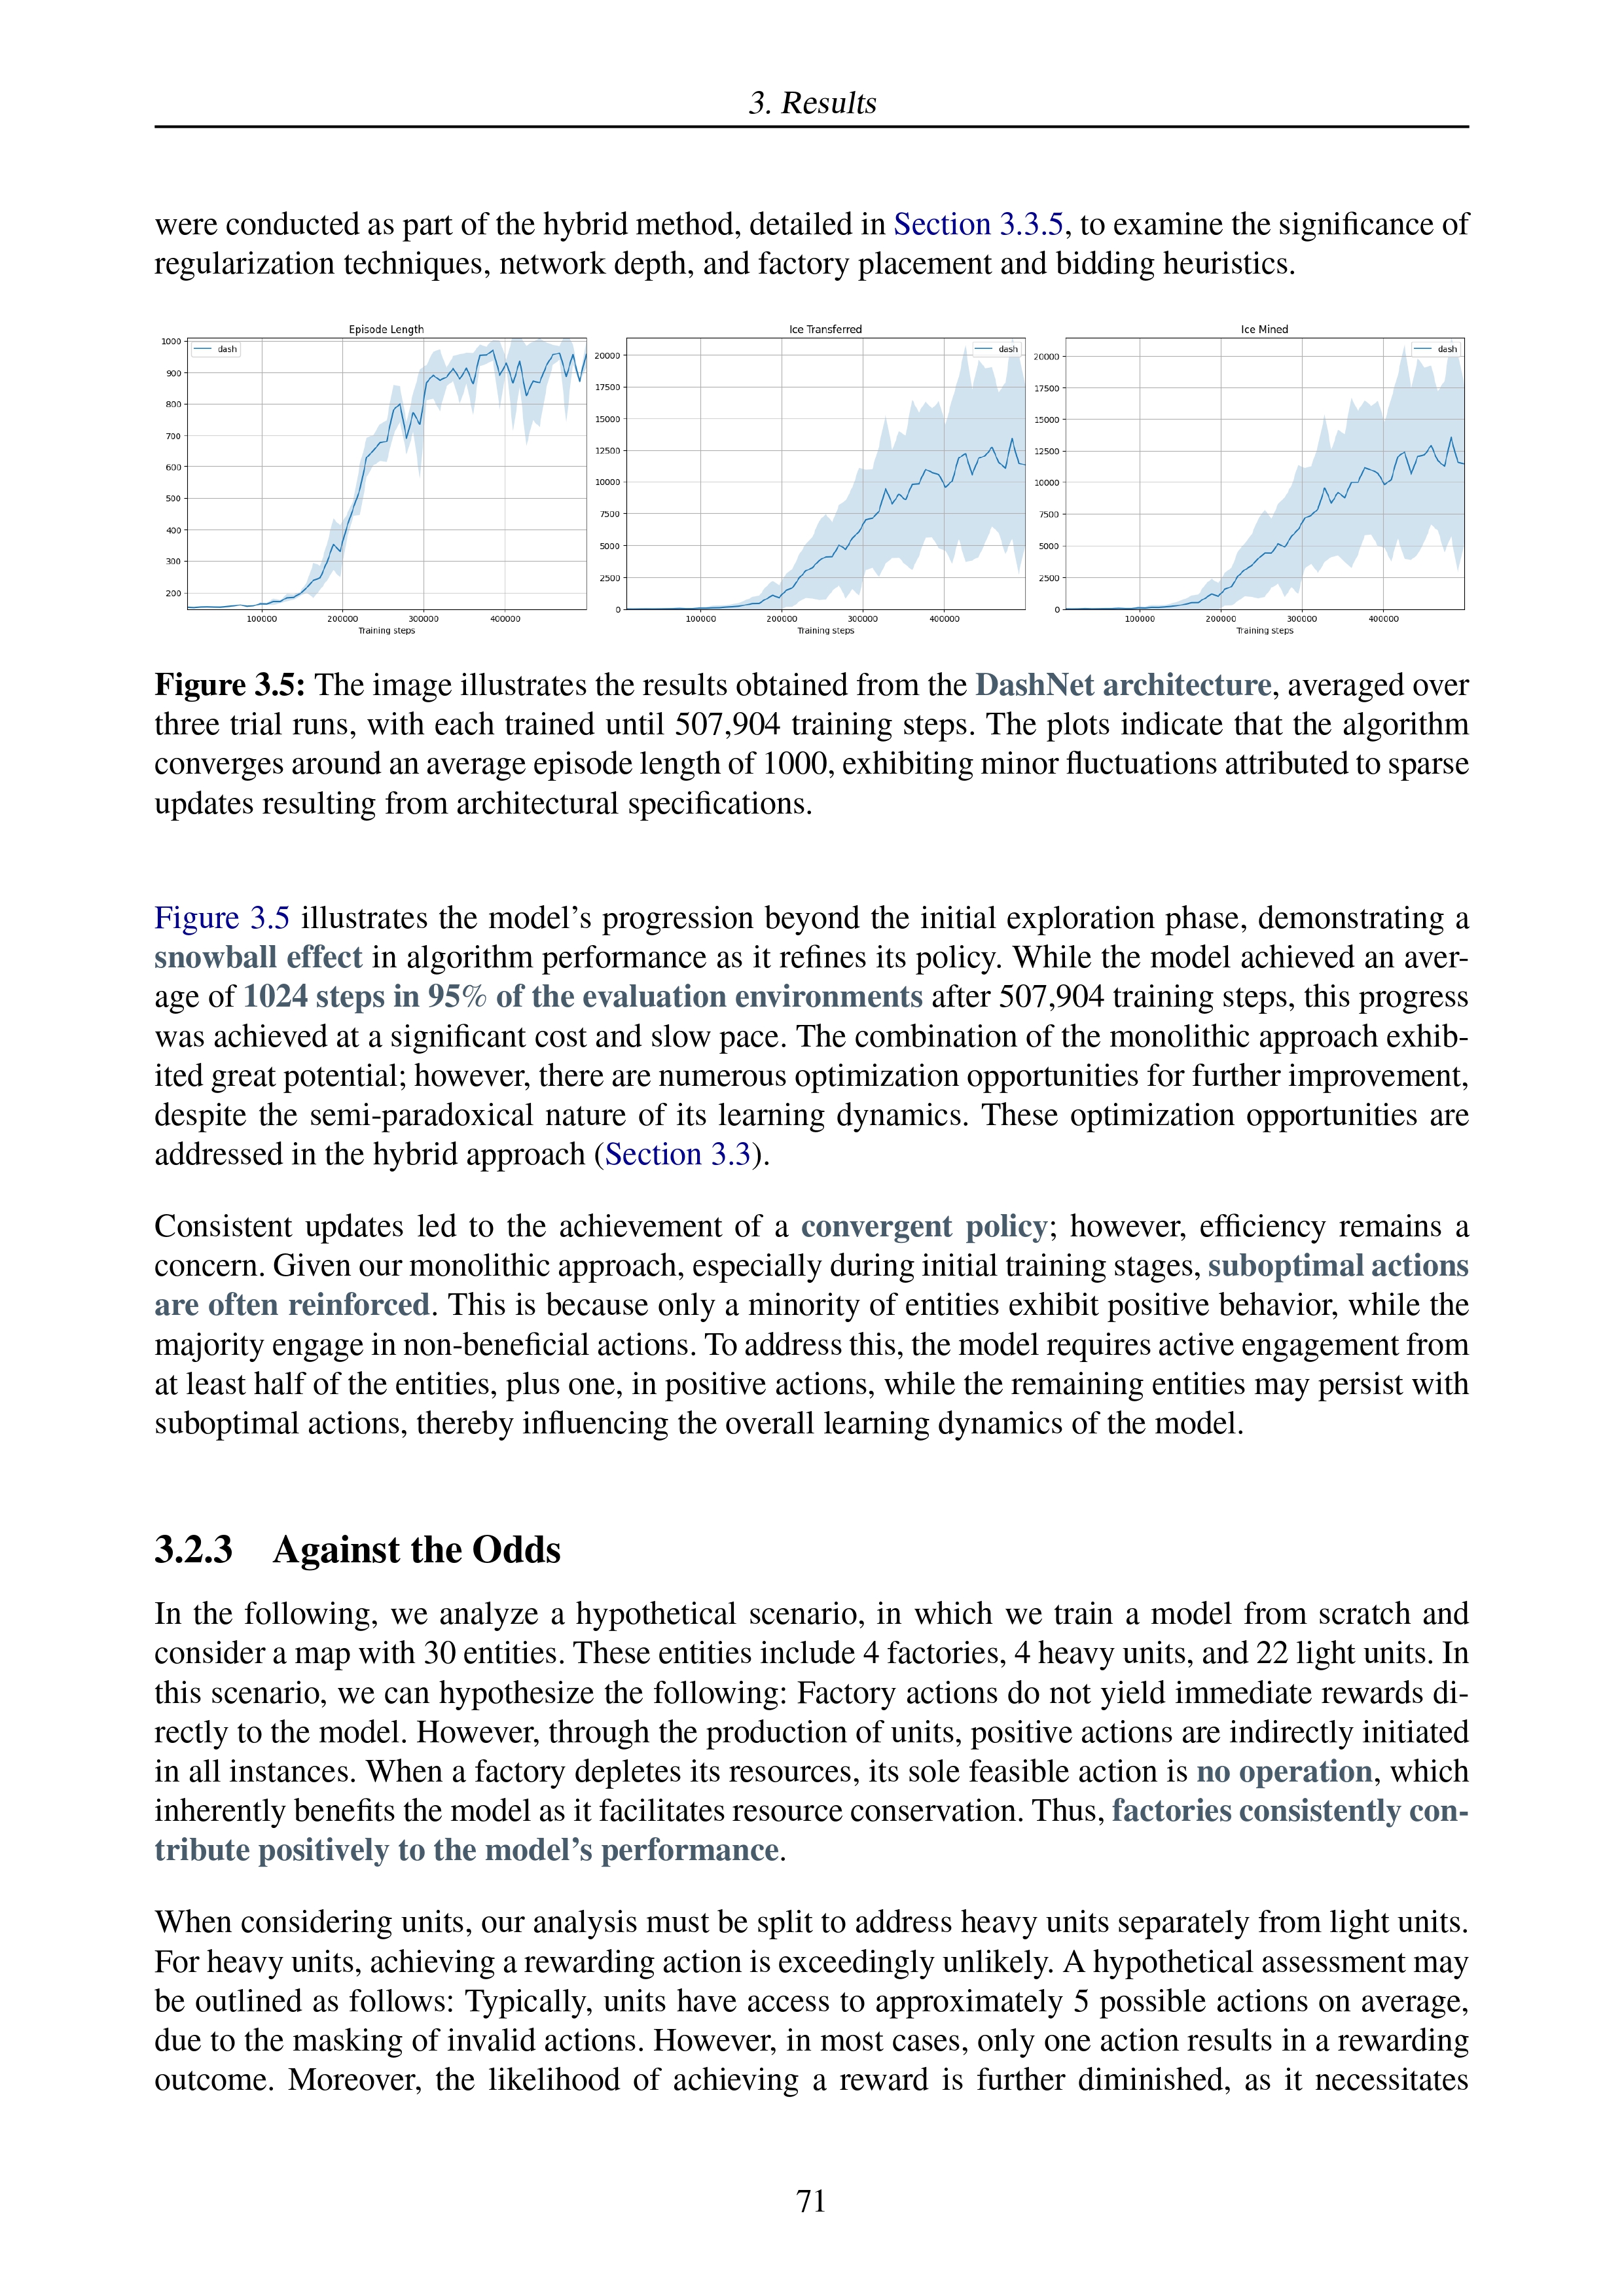 3. Results
were conducted as part of the hybrid method, detailed in Section 3.3.5, to examine the significance of
regularization techniques, network depth, and factory placement and bidding heuristics.
Episode Length
dash
1000
900
800
700
600
500
400
300
200
100000 200000 300000 400000
Training steps
Ice Transferred
dash
20000
17500
15000
12500
10000
7500
5000
2500
0
100000 200000 300000 400000
Training steps
Ice Mined
dash
20000
17500
15000
12500
10000
7500
5000
2500
0
100000 200000 300000 400000
Training steps
Figure 3.5: The image illustrates the results obtained from the DashNet architecture, averaged over
three trial runs, with each trained until 507,904 training steps. The plots indicate that the algorithm
converges around an average episode length of 1000, exhibiting minor fluctuations attributed to sparse
updates resulting from architectural specifications.
Figure 3.5 illustrates the model's progression beyond the initial exploration phase, demonstrating a
snowball effect in algorithm performance as it refines its policy. While the model achieved an aver-
age of 1024 steps in 95% of the evaluation environments after 507,904 training steps, this progress
was achieved at a significant cost and slow pace. The combination of the monolithic approach exhib-
ited great potential; however, there are numerous optimization opportunities for further improvement,
despite the semi-paradoxical nature of its learning dynamics. These optimization opportunities are
addressed in the hybrid approach (Section 3.3).
Consistent updates led to the achievement of a convergent policy; however, efficiency remains a
concern. Given our monolithic approach, especially during initial training stages, suboptimal actions
are often reinforced. This is because only a minority of entities exhibit positive behavior, while the
majority engage in non-beneficial actions. To address this, the model requires active engagement from
at least half of the entities, plus one, in positive actions, while the remaining entities may persist with
suboptimal actions, thereby influencing the overall learning dynamics of the model.
3.2.3 Against the Odds
In the following, we analyze a hypothetical scenario, in which we train a model from scratch and
consider a map with 30 entities. These entities include 4 factories, 4 heavy units, and 22 light units. In
this scenario, we can hypothesize the following: Factory actions do not yield immediate rewards di-
rectly to the model. However, through the production of units, positive actions are indirectly initiated
in all instances. When a factory depletes its resources, its sole feasible action is no operation, which
inherently benefits the model as it facilitates resource conservation. Thus, factories consistently con-
tribute positively to the model's performance.
When considering units, our analysis must be split to address heavy units separately from light units.
For heavy units, achieving a rewarding action is exceedingly unlikely. A hypothetical assessment may
be outlined as follows: Typically, units have access to approximately 5 possible actions on average,
due to the masking of invalid actions. However, in most cases, only one action results in a rewarding
outcome. Moreover, the likelihood of achieving a reward is further diminished, as it necessitates
71